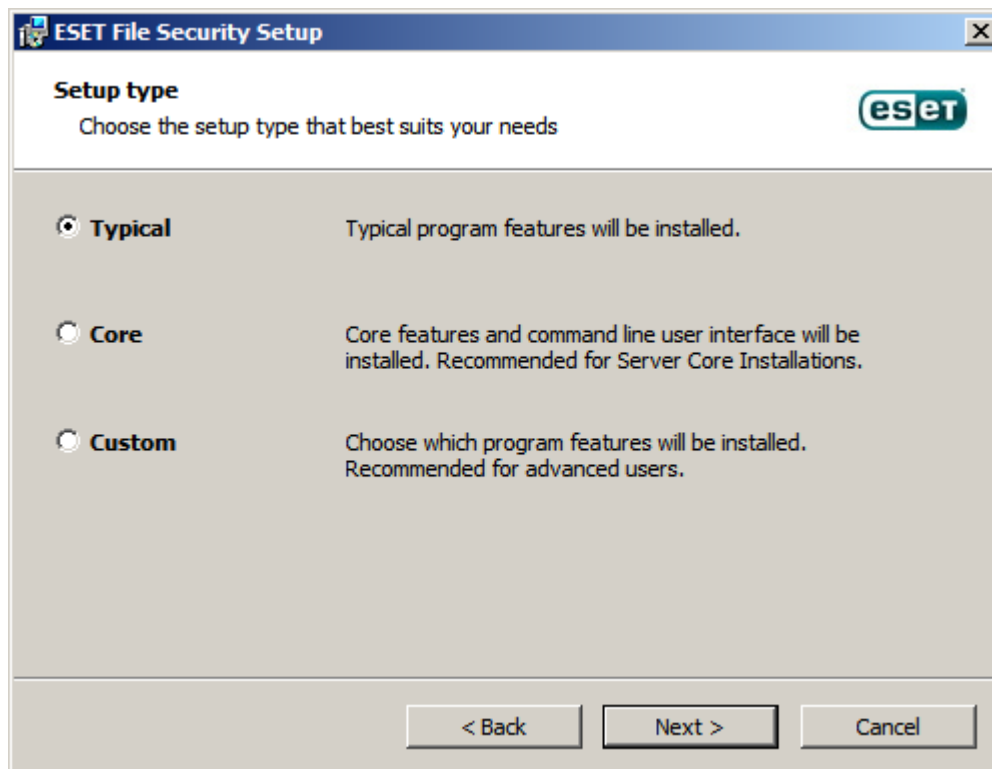 ESET File Security Setup
Setup type
Choose the setup type that best suits your needs
eseT
Typical
Typical program features will be installed.
Core
Core features and command line user interface will be
installed. Recommended for Server Core Installations.
Custom
Choose which program features will be installed.
Recommended for advanced users.
< Back
Next >
Cancel